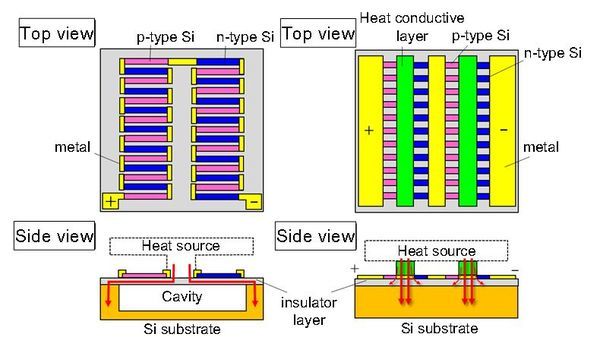 Top view
p-type Si
n-type Si
metal
+
-
Side view
Heat source
Cavity
insulator
layer
Si substrate
Top view
Heat conductive
layer
p-type Si
n-type Si
+
-
metal
Side view
Heat source
+
-
Si substrate